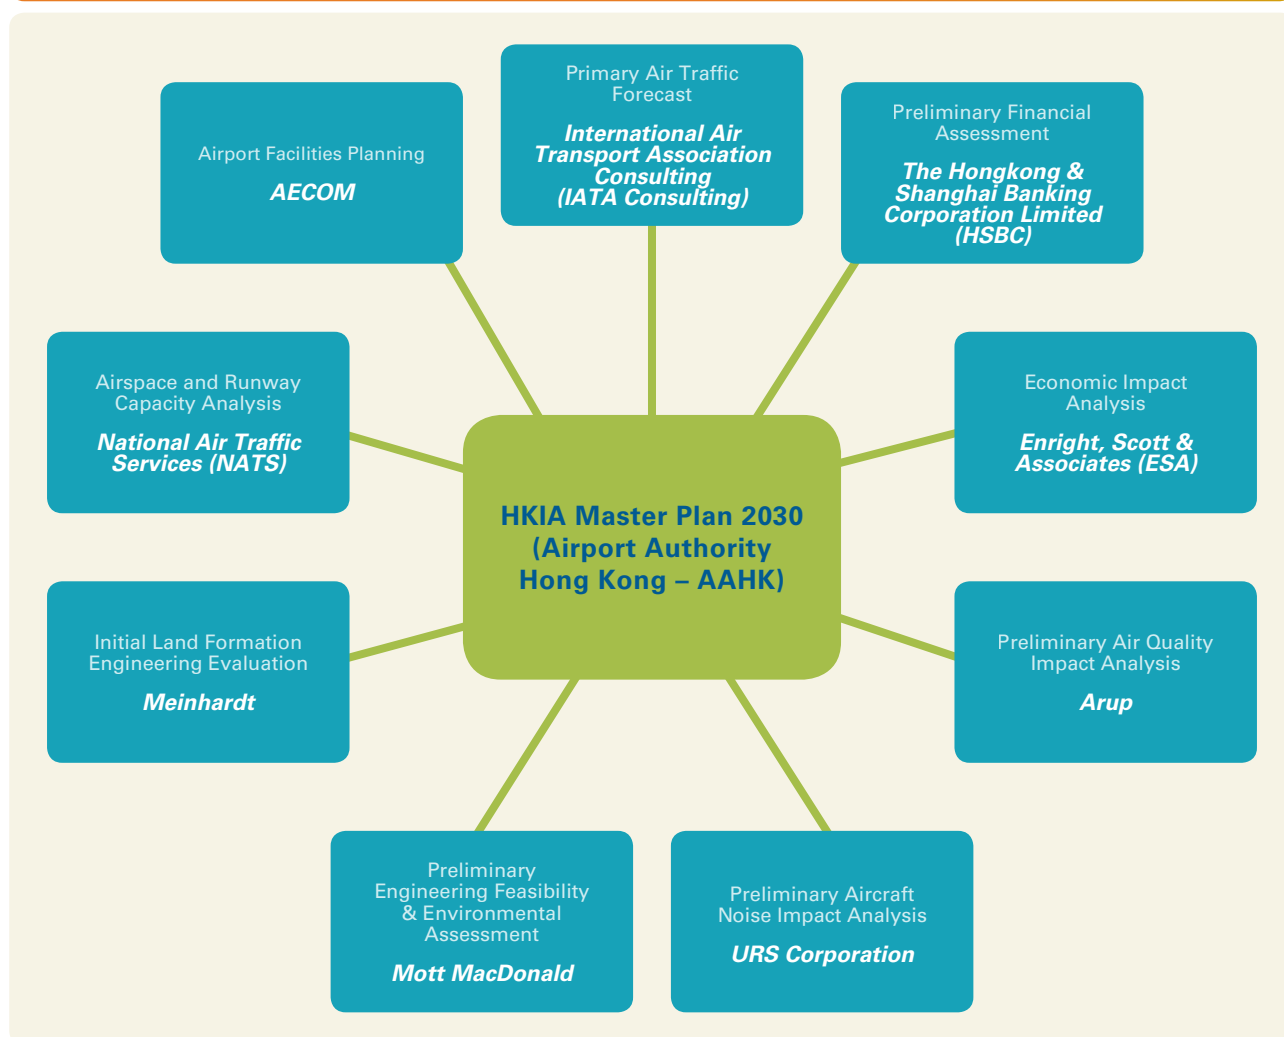 Primary Air Traffic
Forecast
International Air
Transport Association
Consulting
(IATA Consulting)
Airport Facilities Planning
AECOM
Preliminary Financial
Assessment
The Hongkong &
Shanghai Banking
Corporation Limited
(HSBC)
Airspace and Runway
Capacity Analysis
National Air Traffic
Services (NATS)
Economic Impact
Analysis
Enright, Scott &
Associates (ESA)
HKIA Master Plan 2030
(Airport Authority
Hong Kong – AAHK)
Initial Land Formation
Engineering Evaluation
Meinhardt
Preliminary Air Quality
Impact Analysis
Arup
Preliminary
Engineering Feasibility
& Environmental
Assessment
Mott MacDonald
Preliminary Aircraft
Noise Impact Analysis
URS Corporation